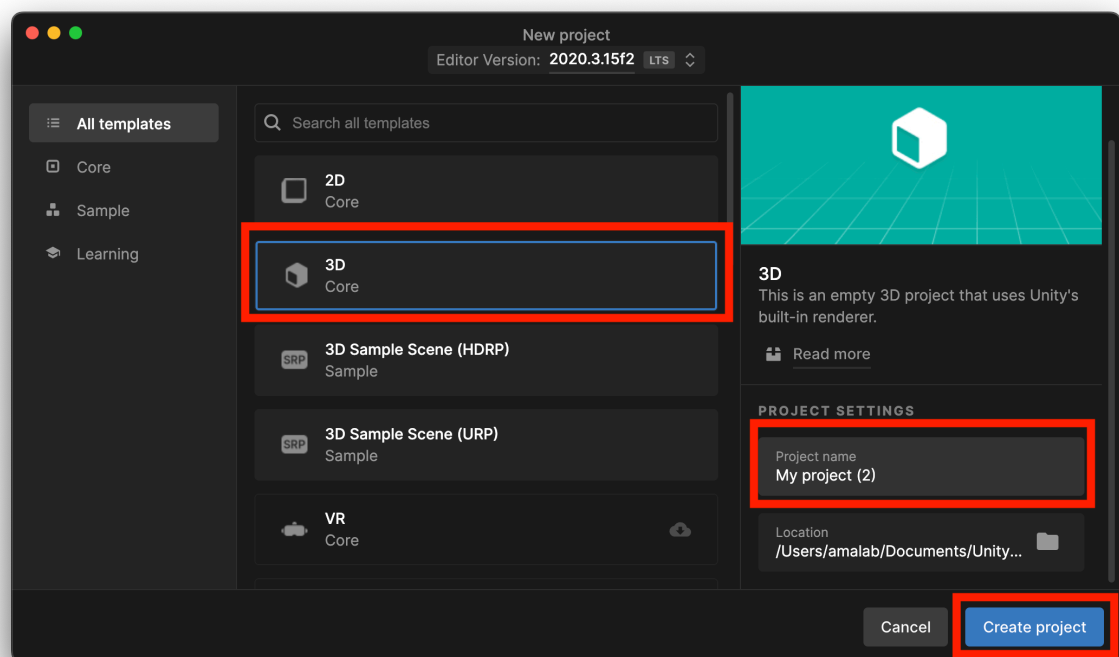 New project
Editor Version: 2020.3.15f2 LTS
All templates
Core
Sample
Learning
Search all templates
2D
Core
3D
Core
SRP
3D Sample Scene (HDRP)
Sample
SRP
3D Sample Scene (URP)
Sample
VR
Core
3D
This is an empty 3D project that uses Unity's
built-in renderer.
Read more
PROJECT SETTINGS
Project name
My project (2)
Location
/Users/amalab/Documents/Unity...
Cancel
Create project